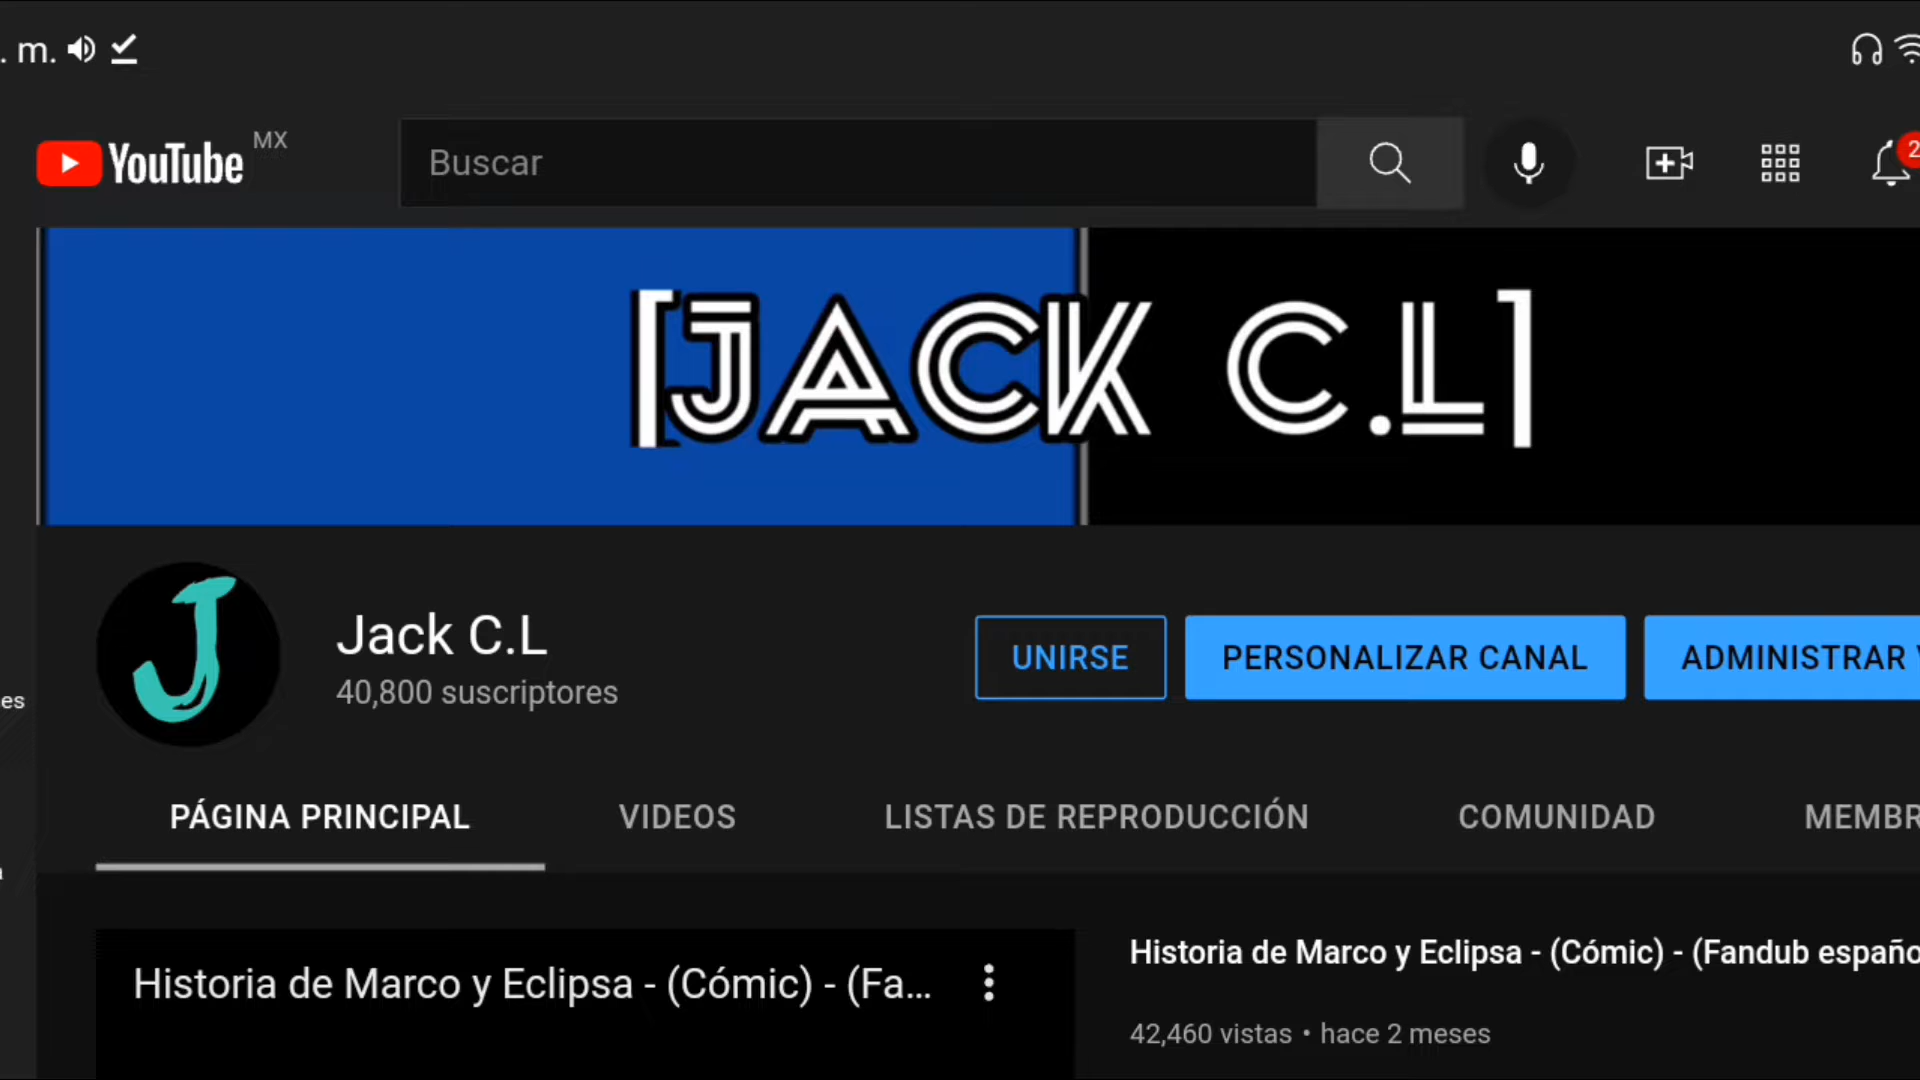 . m.
YouTube MX
Buscar
2
[JACK C.L]
Jack C.L
40,800 suscriptores
UNIRSE
PERSONALIZAR CANAL
ADMINISTRAR
es
PÁGINA PRINCIPAL
VIDEOS
LISTAS DE REPRODUCCIÓN
COMUNIDAD
MEMBR
Historia de Marco y Eclipsa - (Cómic) - (Fa...
Historia de Marco y Eclipsa - (Cómic) - (Fandub españo
42,460 vistas • hace 2 meses